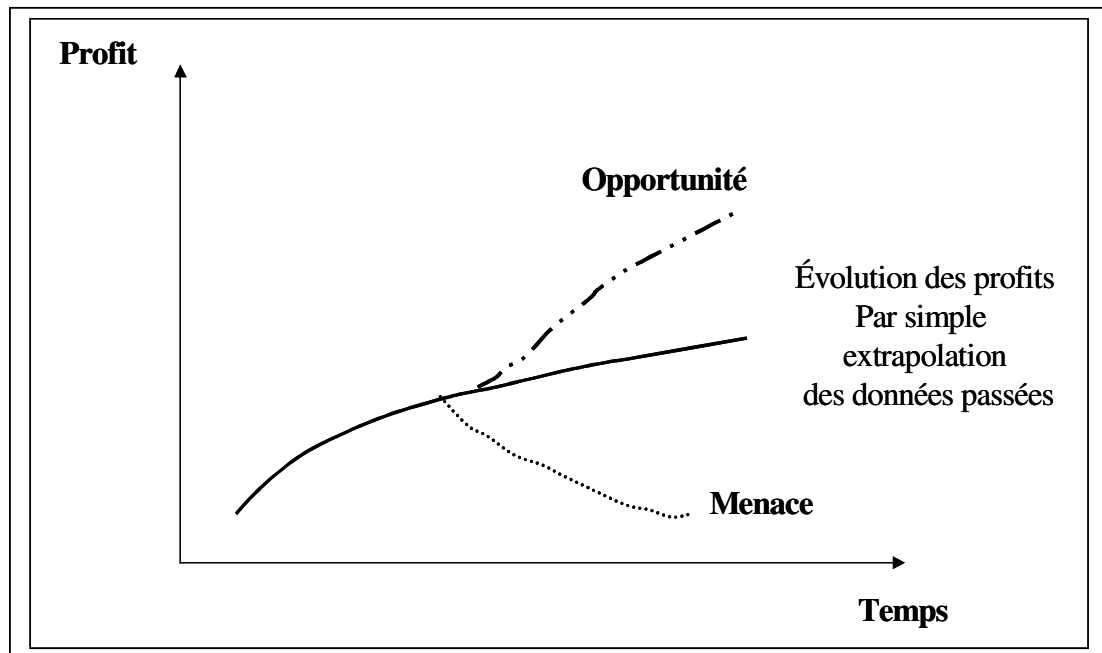 Profit
Opportunité
Évolution des profits
Par simple
extrapolation
des données passées
Menace
Temps